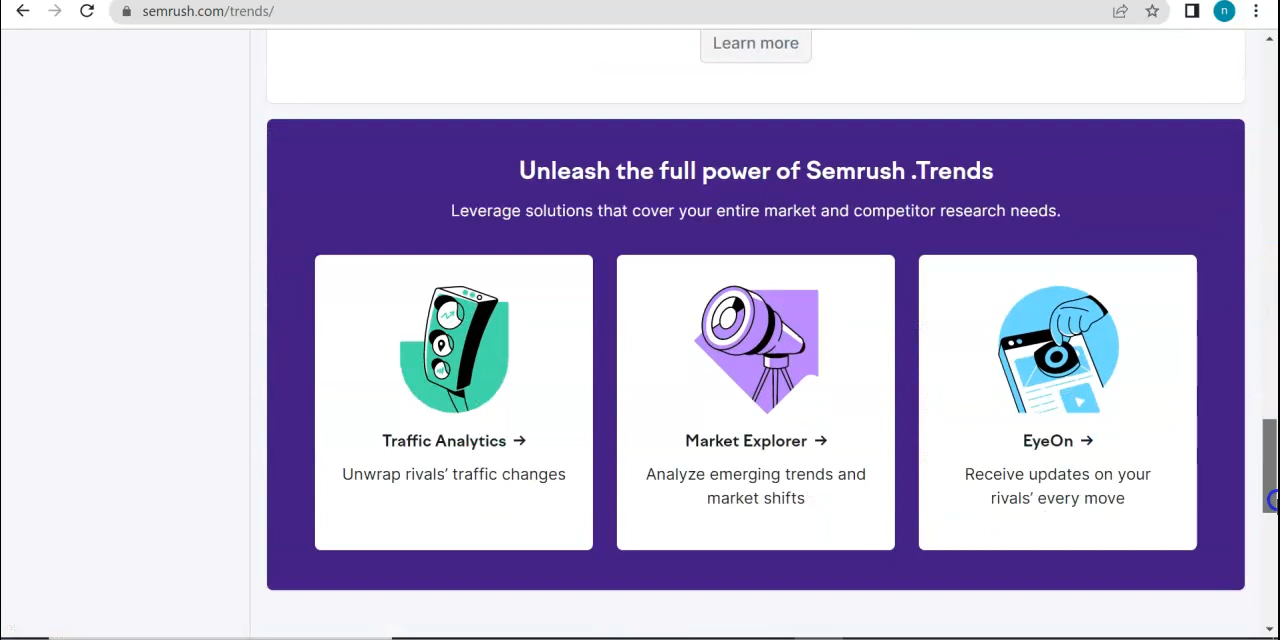 semrush.com/trends/
n
Learn more
Unleash the full power of Semrush .Trends
Leverage solutions that cover your entire market and competitor research needs.
Traffic Analytics →
Unwrap rivals’ traffic changes
Market Explorer →
Analyze emerging trends and
market shifts
EyeOn →
Receive updates on your
rivals’ every move